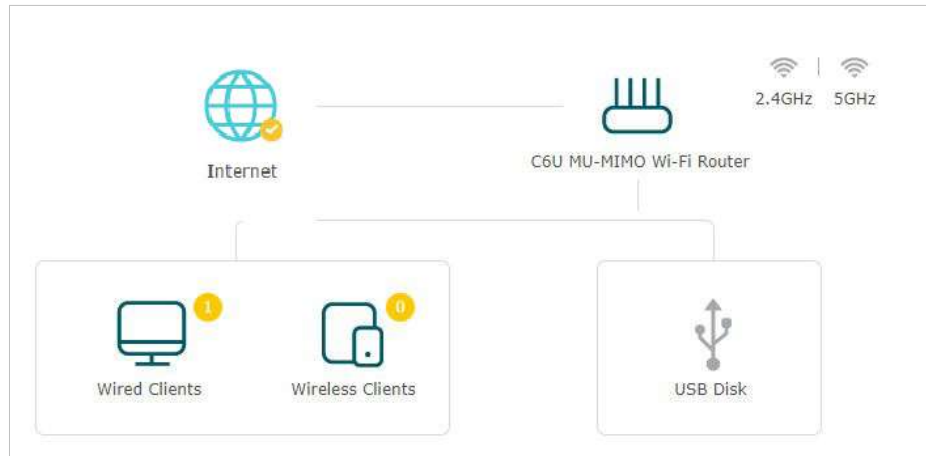 2.4GHz 5GHz
Internet
C6U MU-MIMO Wi-Fi Router
1
0
Wired Clients
Wireless Clients
USB Disk